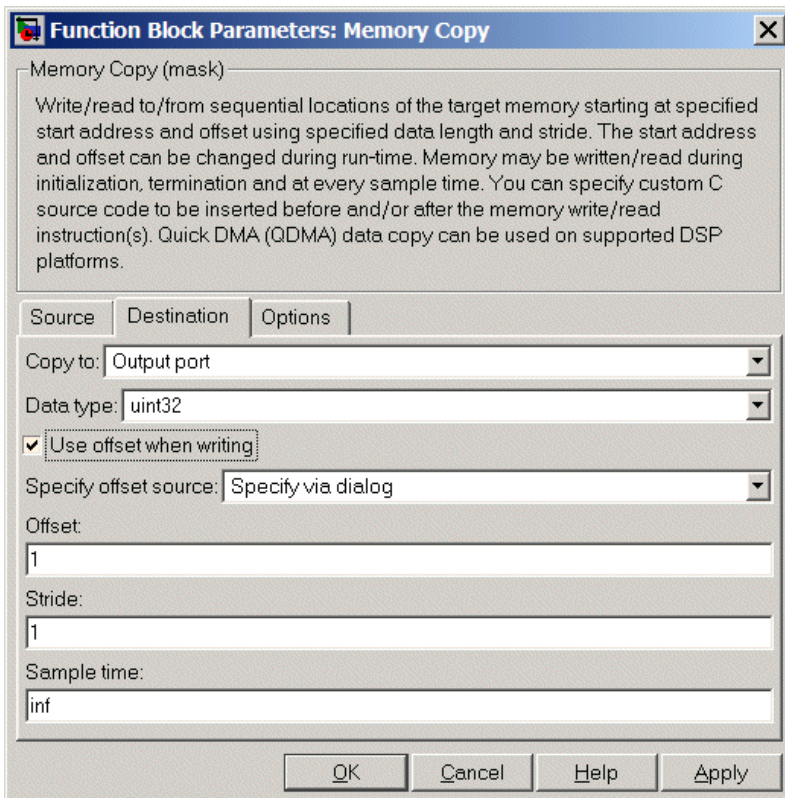 Function Block Parameters: Memory Copy
Memory Copy (mask)
Write/read to/from sequential locations of the target memory starting at specified
start address and offset using specified data length and stride. The start address
and offset can be changed during run-time. Memory may be written/read during
initialization, termination and at every sample time. You can specify custom C
source code to be inserted before and/or after the memory write/read
instruction(s). Quick DMA (QDMA) data copy can be used on supported DSP
platforms.
Source Destination Options
Copy to: Output port
Data type: uint32
Use offset when writing
Specify offset source: Specify via dialog
Offset:
1
Stride:
1
Sample time:
inf
OK Cancel Help Apply